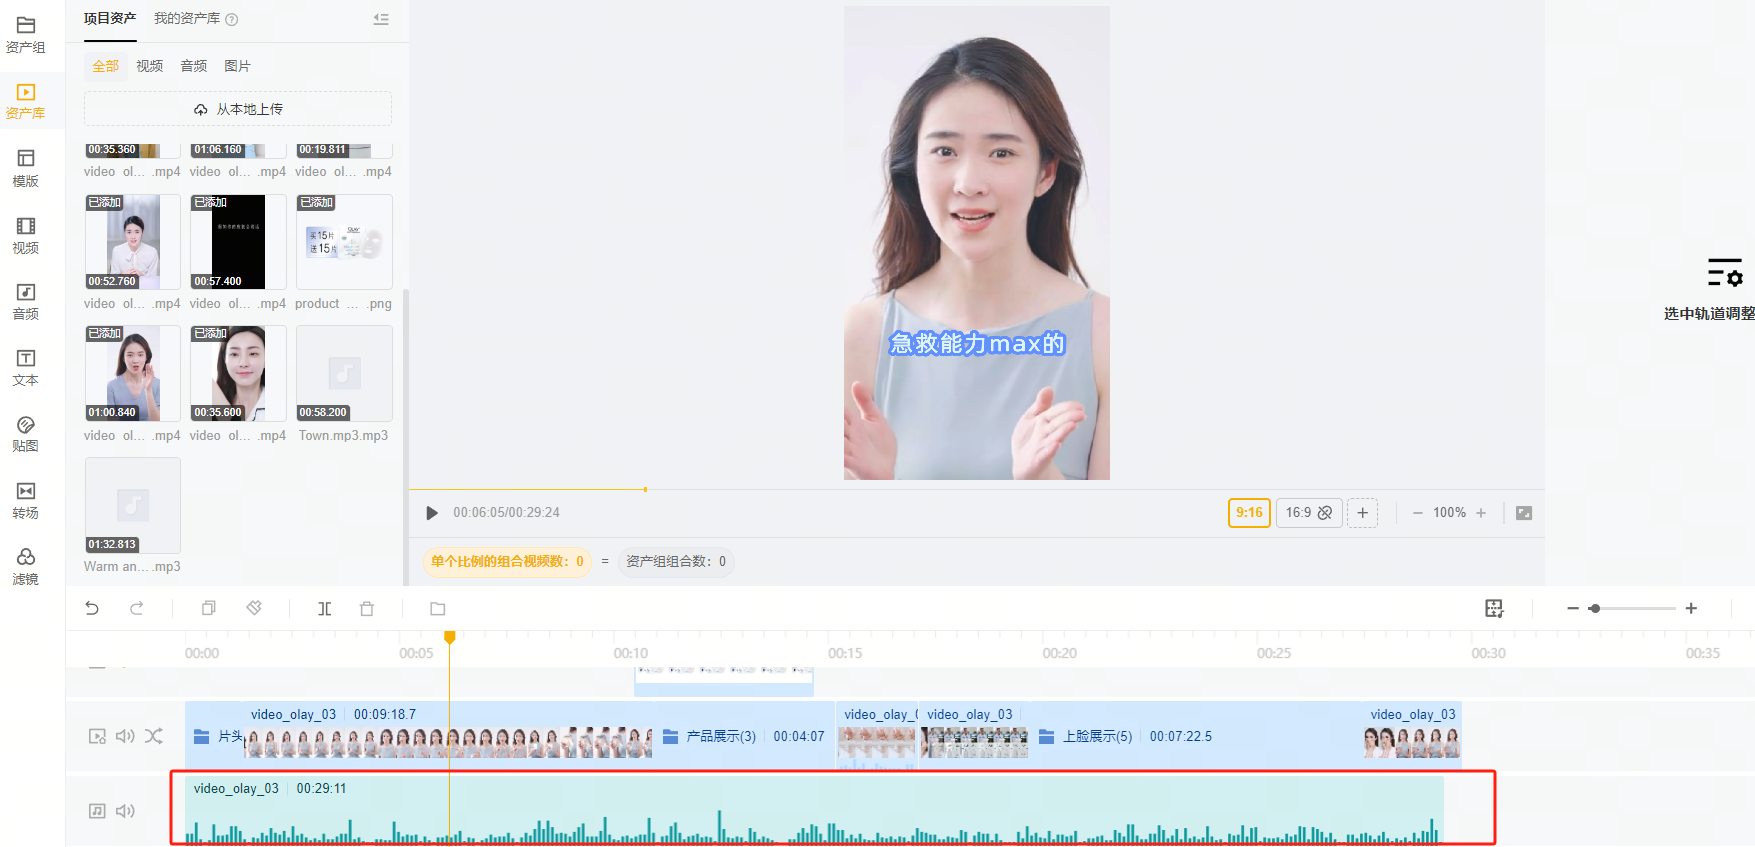 资产组
资产库
模版
视频
音频
文本
贴图
转场
滤镜
项目资产 我的资产库 ?
全部 视频 音频 图片
从本地上传
00:35.360 01:06.160 00:19.811
video ol... .mp4 video ol... .mp4 video ol... .mp4
已添加 已添加 已添加
买15片
送15片
OLAY
00:52.760 00:57.400
video ol... .mp4 video ol... .mp4 product ... .png
已添加 已添加
01:00.840 00:35.600 00:58.200
video ol... .mp4 video ol... .mp4 Town.mp3.mp3
01:32.813
Warm an... .mp3
急救能力max的
00:06:05/00:29:24
9:16 16:9 + − 100% +
单个比例的组合视频数：0 = 资产组组合数：0
选中轨道调整
00:00 00:05 00:10 00:15 00:20 00:25 00:30 00:35
video_olay_03 00:09:18.7 video_olay_0 video_olay_03 video_olay_03
片头 产品展示(3) 00:04:07 上脸展示(5) 00:07:22.5
video_olay_03 00:29:11